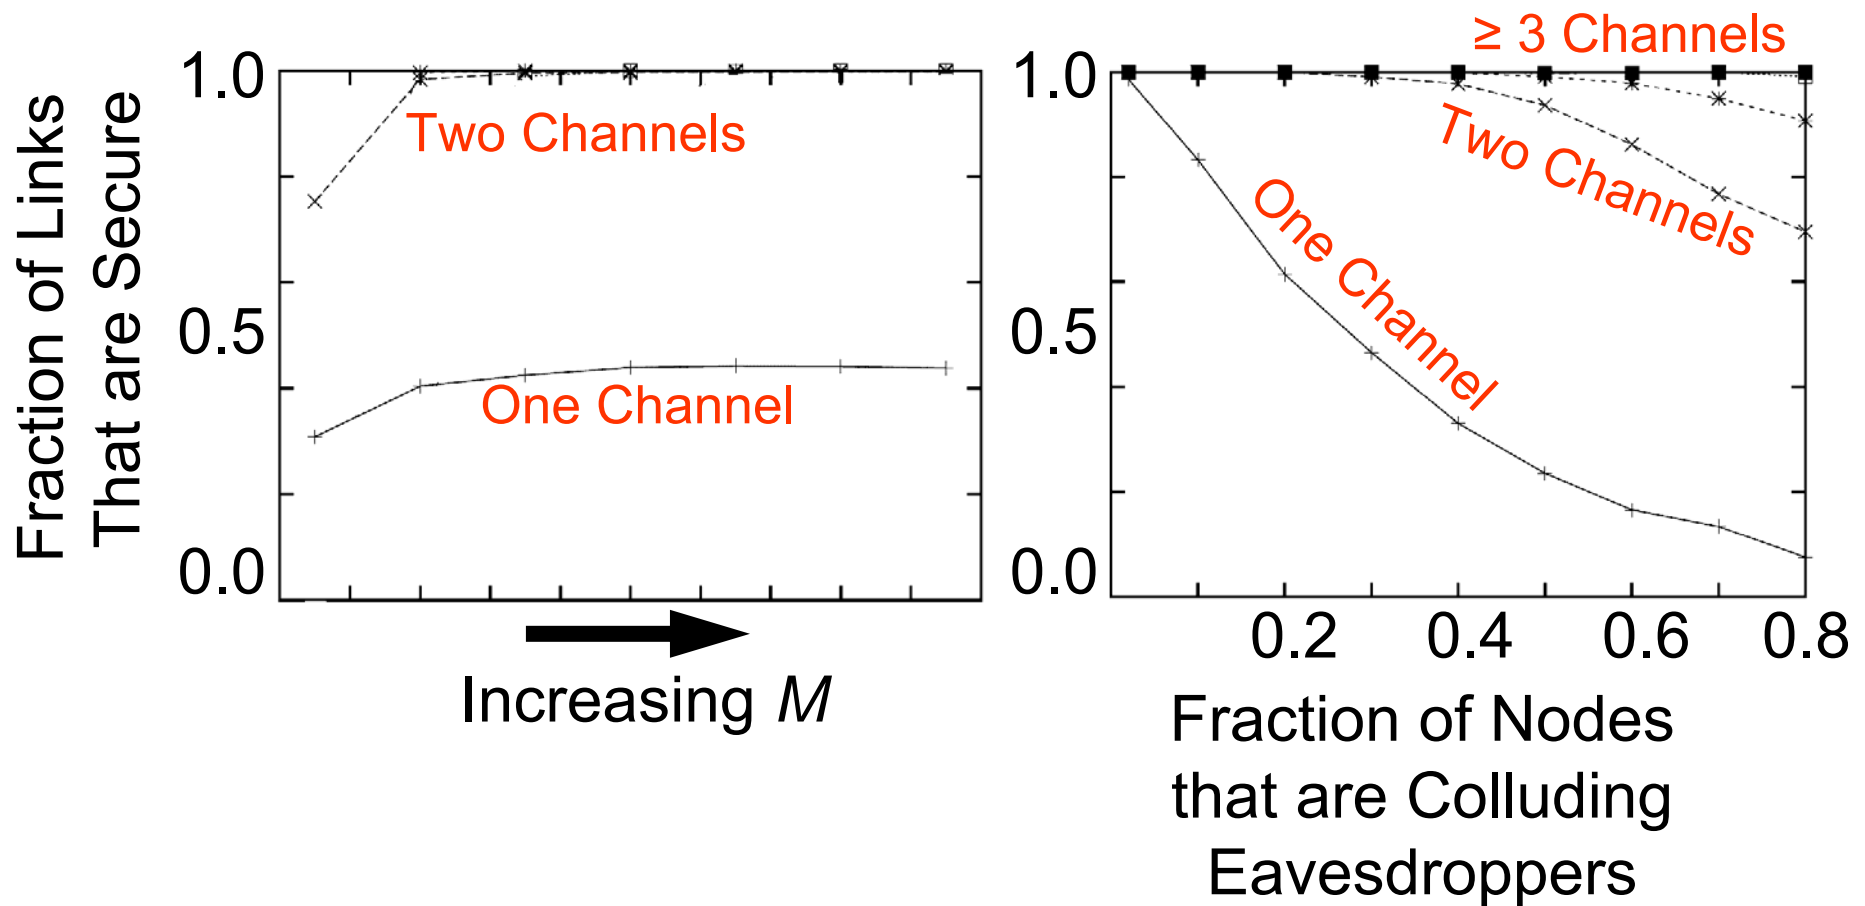 Fraction of Links
That are Secure
1.0
0.5
0.0
Two Channels
One Channel
Increasing M
≥ 3 Channels
1.0
0.5
0.0
Two Channels
One Channel
0.2 0.4 0.6 0.8
Fraction of Nodes
that are Colluding
Eavesdroppers